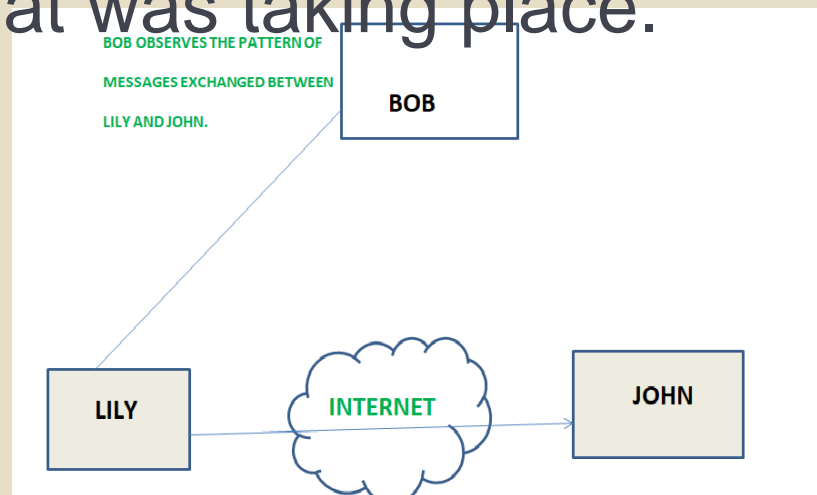 at was taking place.
BOB OBSERVES THE PATTERN OF
MESSAGES EXCHANGED BETWEEN
LILY AND JOHN.
BOB
LILY
INTERNET
JOHN